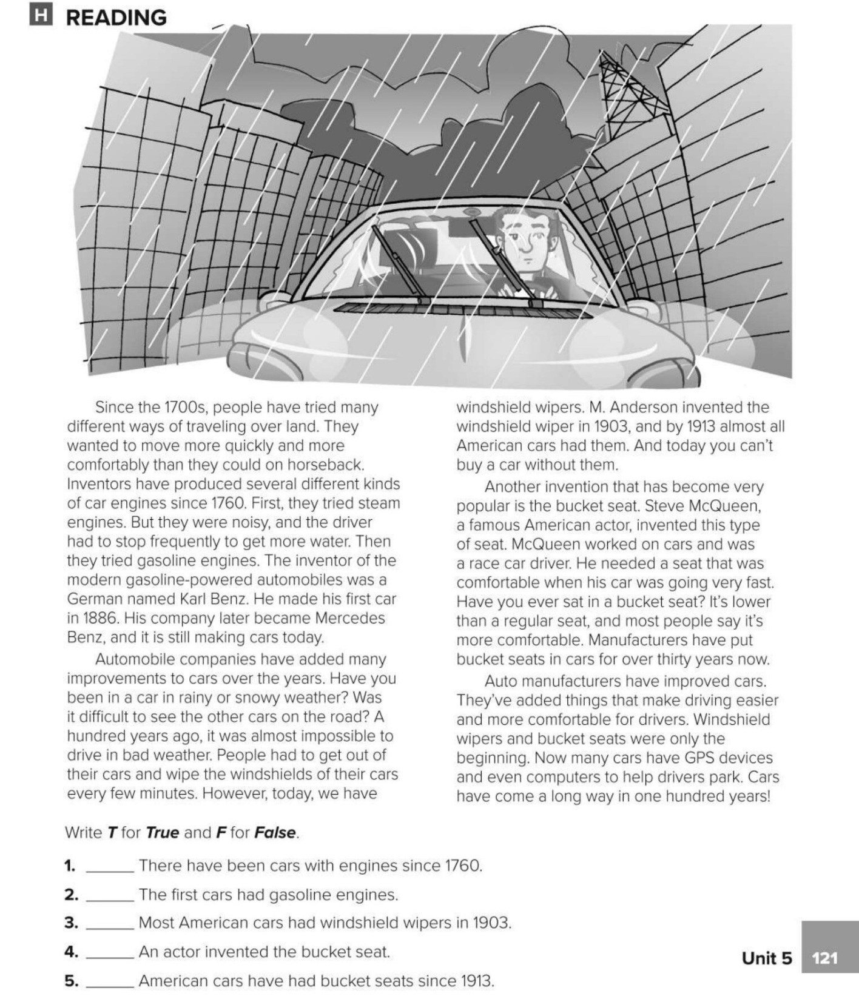 H READING
Since the 1700s, people have tried many
different ways of traveling over land. They
wanted to move more quickly and more
comfortably than they could on horseback.
Inventors have produced several different kinds
of car engines since 1760. First, they tried steam
engines. But they were noisy, and the driver
had to stop frequently to get more water. Then
they tried gasoline engines. The inventor of the
modern gasoline-powered automobiles was a
German named Karl Benz. He made his first car
in 1886. His company later became Mercedes
Benz, and it is still making cars today.
Automobile companies have added many
improvements to cars over the years. Have you
been in a car in rainy or snowy weather? Was
it difficult to see the other cars on the road? A
hundred years ago, it was almost impossible to
drive in bad weather. People had to get out of
their cars and wipe the windshields of their cars
every few minutes. However, today, we have
windshield wipers. M. Anderson invented the
windshield wiper in 1903, and by 1913 almost all
American cars had them. And today you can't
buy a car without them.
Another invention that has become very
popular is the bucket seat. Steve McQueen,
a famous American actor, invented this type
of seat. McQueen worked on cars and was
a race car driver. He needed a seat that was
comfortable when his car was going very fast.
Have you ever sat in a bucket seat? It's lower
than a regular seat, and most people say it's
more comfortable. Manufacturers have put
bucket seats in cars for over thirty years now.
Auto manufacturers have improved cars.
They've added things that make driving easier
and more comfortable for drivers. Windshield
wipers and bucket seats were only the
beginning. Now many cars have GPS devices
and even computers to help drivers park. Cars
have come a long way in one hundred years!
Write T for True and F for False.
1. ______ There have been cars with engines since 1760.
2. ______ The first cars had gasoline engines.
3. ______ Most American cars had windshield wipers in 1903.
4. ______ An actor invented the bucket seat.
5. ______ American cars have had bucket seats since 1913.
Unit 5 121